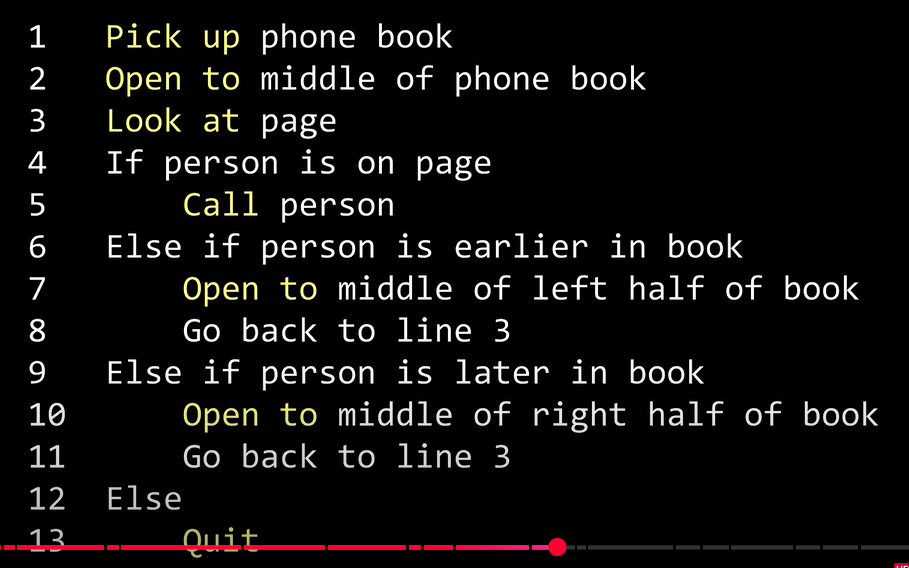 1 Pick up phone book
2 Open to middle of phone book
3 Look at page
4 If person is on page
5 Call person
6 Else if person is earlier in book
7 Open to middle of left half of book
8 Go back to line 3
9 Else if person is later in book
10 Open to middle of right half of book
11 Go back to line 3
12 Else
13 Quit